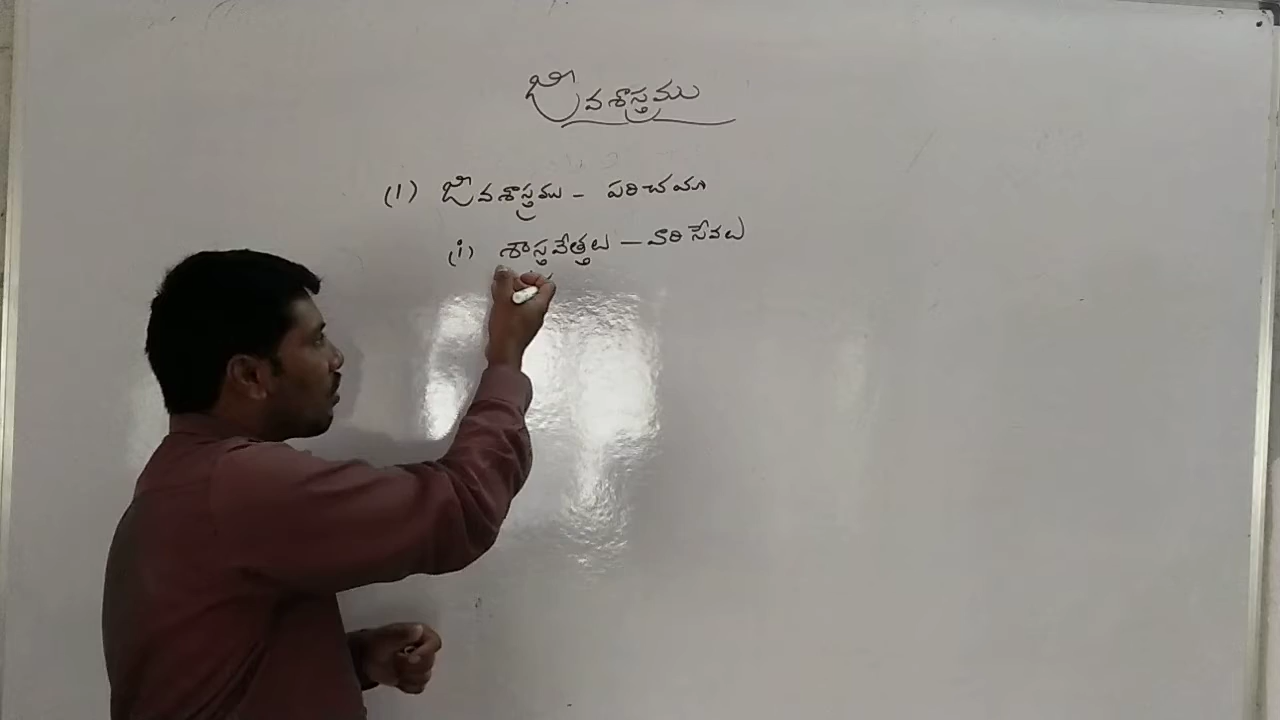 జీవశాస్త్రము
(1) జీవశాస్త్రము - పరిచయం
(i) శాస్త్రవేత్తలు - వారి సేవలు